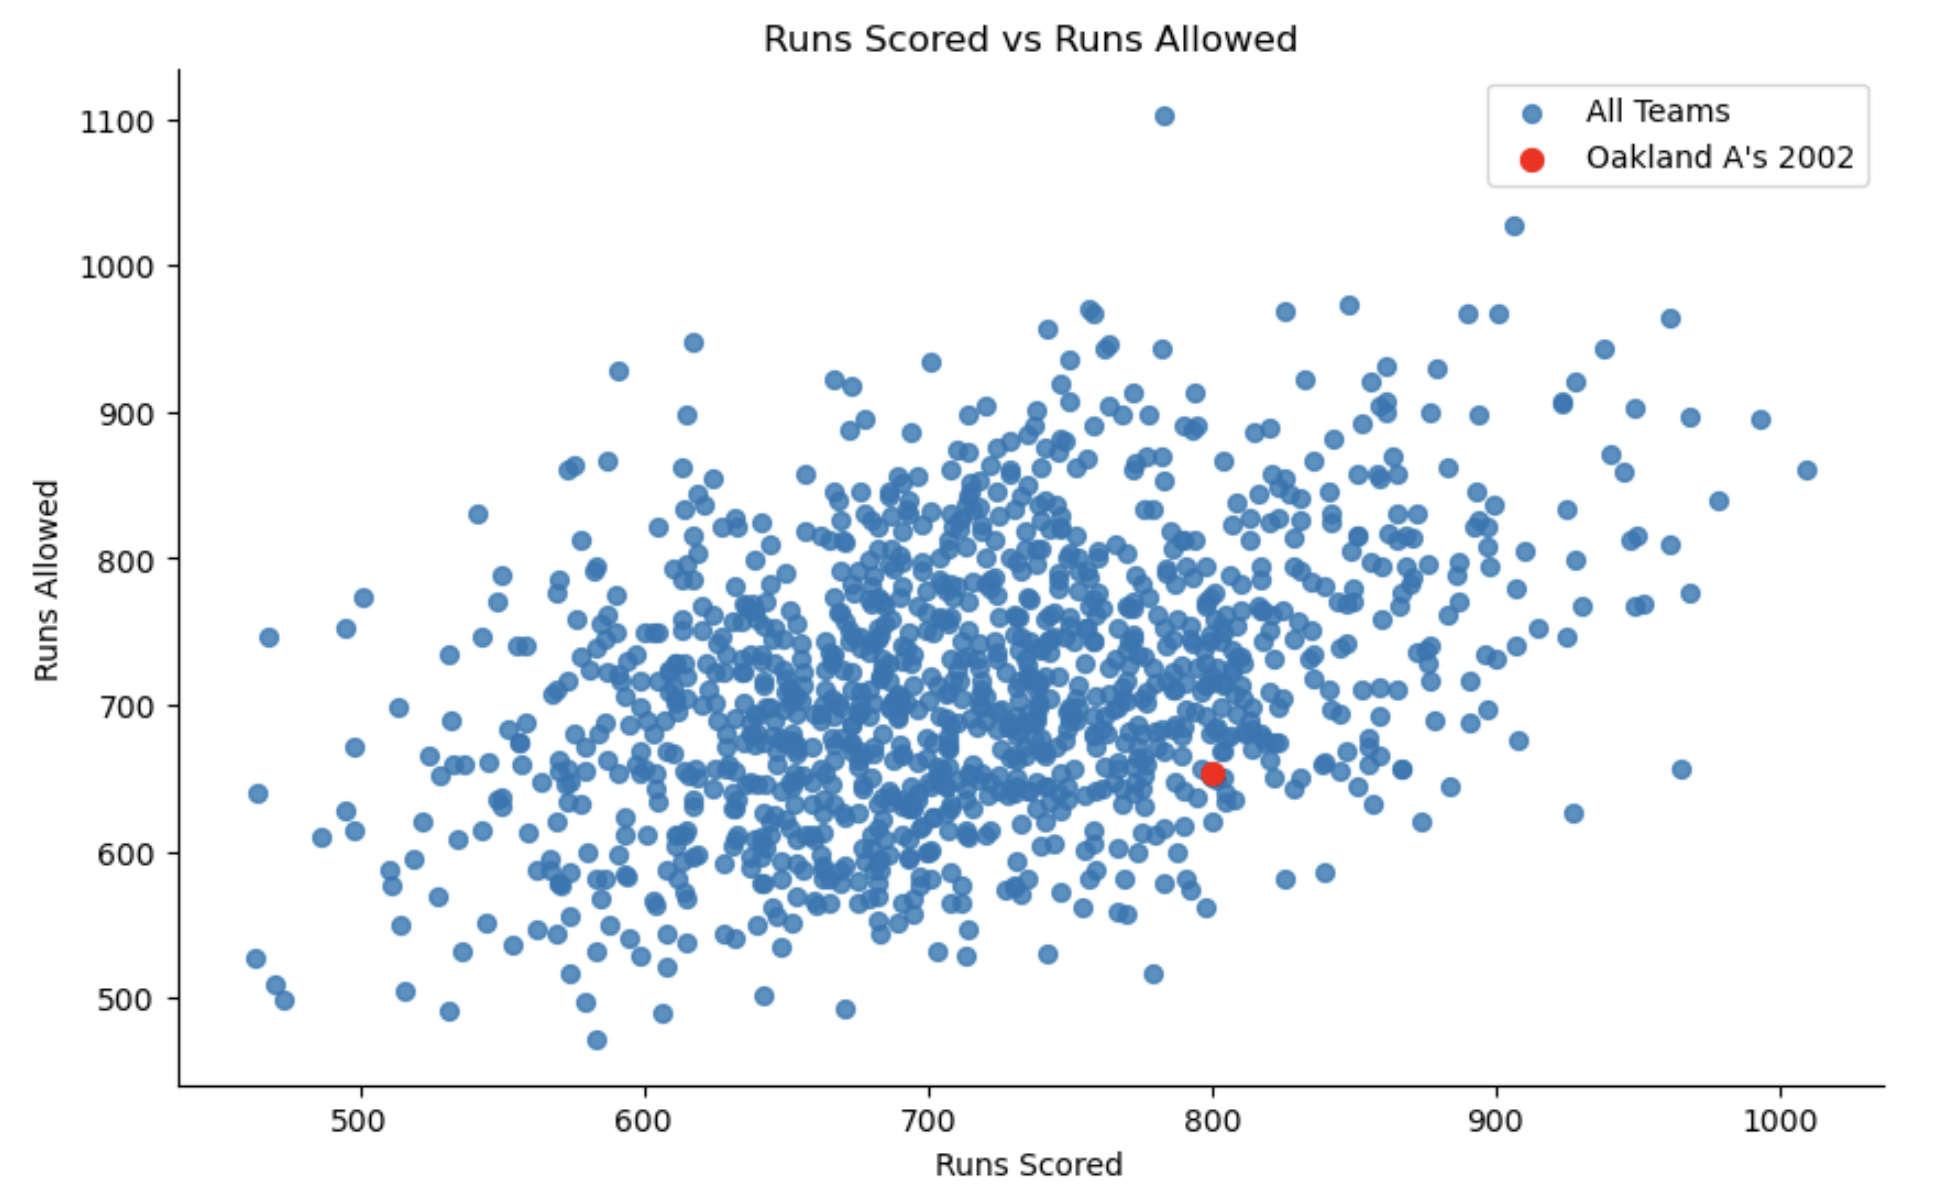 Runs Scored vs Runs Allowed
All Teams
Oakland A's 2002
1100
1000
900
800
700
600
500
Runs Allowed
500 600 700 800 900 1000
Runs Scored